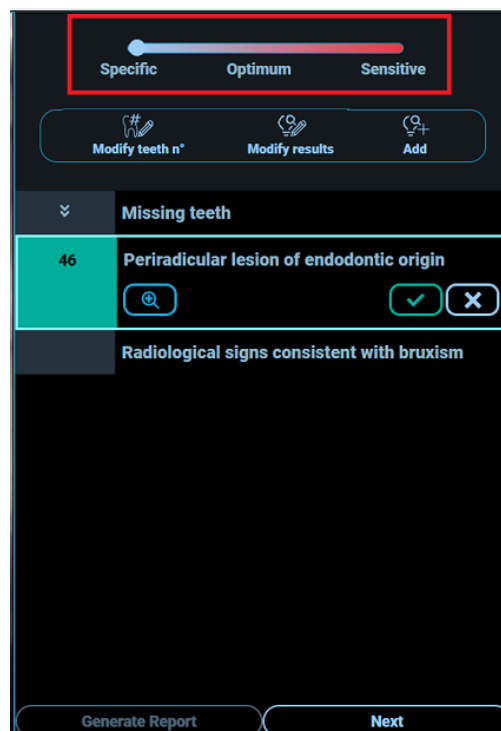 Specific Optimum Sensitive
Modify teeth n° Modify results Add
Missing teeth
46 Periradicular lesion of endodontic origin
Radiological signs consistent with bruxism
Generate Report Next